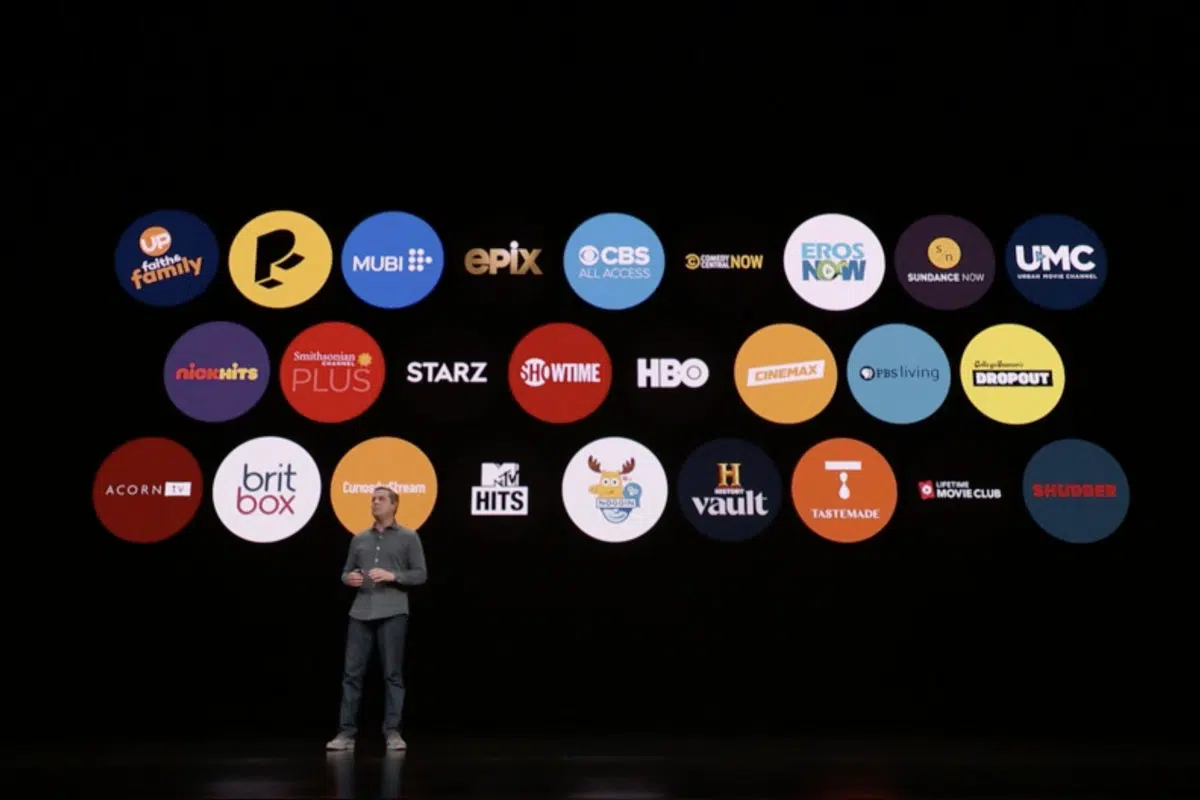 UP
faith&
family
P
MUBI
epix
CBS
ALL ACCESS
COMEDY
CENTRAL NOW
EROS
NOW
s
n
SUNDANCE NOW
UMC
URBAN MOVIE CHANNEL
nickHits
Smithsonian
CHANNEL
PLUS
STARZ
SHOWTIME
HBO
CINEMAX
PBS living
CollegeHumor's
DROPOUT
ACORN tv
brit
box
CuriosityStream
MTV
HITS
NOGGIN
H
HISTORY
vault
T
TASTEMADE
LIFETIME
MOVIE CLUB
SHUDDER